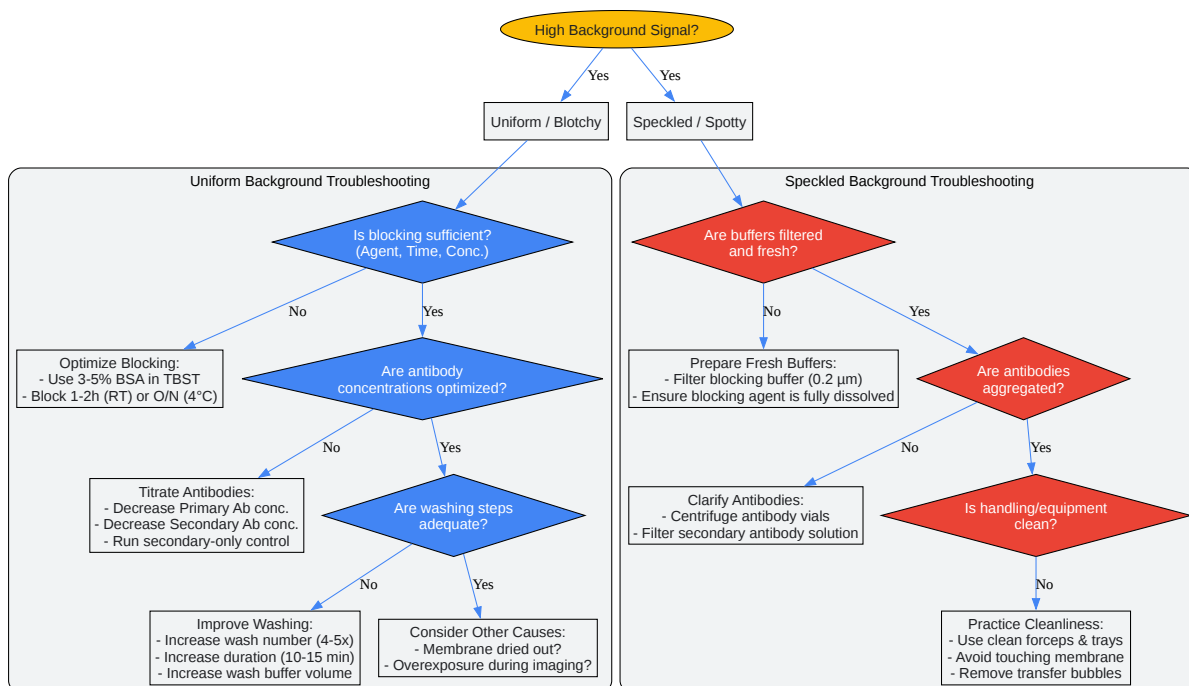 High Background Signal?
Yes
Yes
Uniform / Blotchy
Speckled / Spotty
Uniform Background Troubleshooting
Is blocking sufficient?
(Agent, Time, Conc.)
No
Yes
Optimize Blocking:
- Use 3-5% BSA in TBST
- Block 1-2h (RT) or O/N (4°C)
Are antibody
concentrations optimized?
No
Yes
Titrate Antibodies:
- Decrease Primary Ab conc.
- Decrease Secondary Ab conc.
- Run secondary-only control
Are washing steps
adequate?
No
Yes
Improve Washing:
- Increase wash number (4-5x)
- Increase duration (10-15 min)
- Increase wash buffer volume
Consider Other Causes:
- Membrane dried out?
- Overexposure during imaging?
Speckled Background Troubleshooting
Are buffers filtered
and fresh?
No
Yes
Prepare Fresh Buffers:
- Filter blocking buffer (0.2 µm)
- Ensure blocking agent is fully dissolved
Are antibodies
aggregated?
No
Yes
Clarify Antibodies:
- Centrifuge antibody vials
- Filter secondary antibody solution
Is handling/equipment
clean?
No
Practice Cleanliness:
- Use clean forceps & trays
- Avoid touching membrane
- Remove transfer bubbles